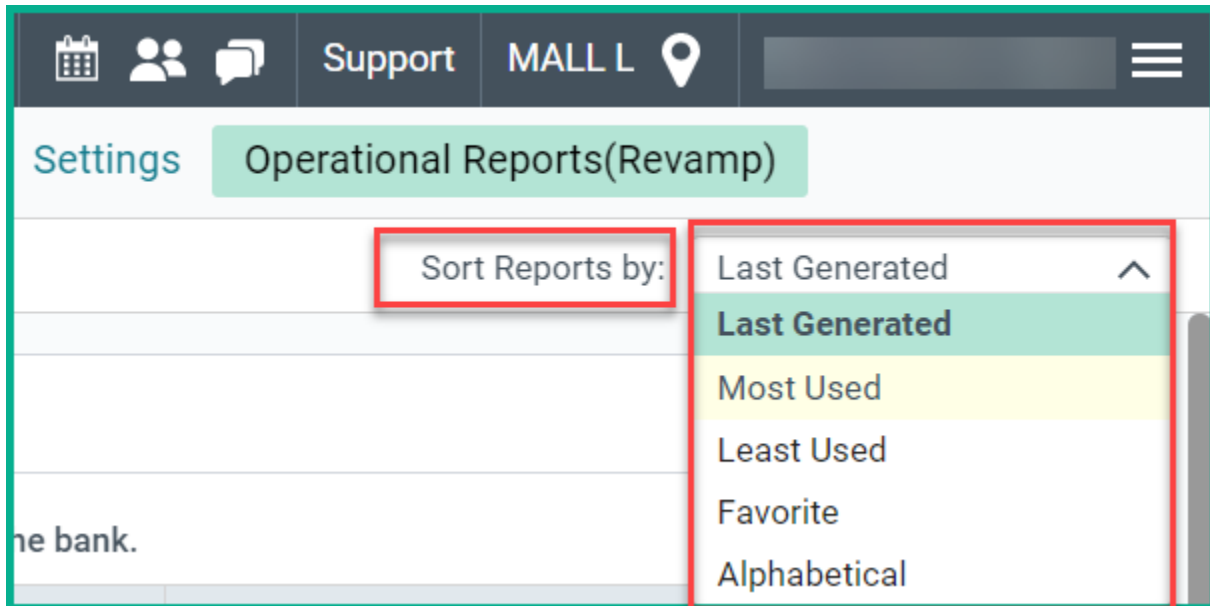 Support MALL L
Settings Operational Reports(Revamp)
Sort Reports by: Last Generated
Last Generated
Most Used
Least Used
Favorite
Alphabetical
he bank.